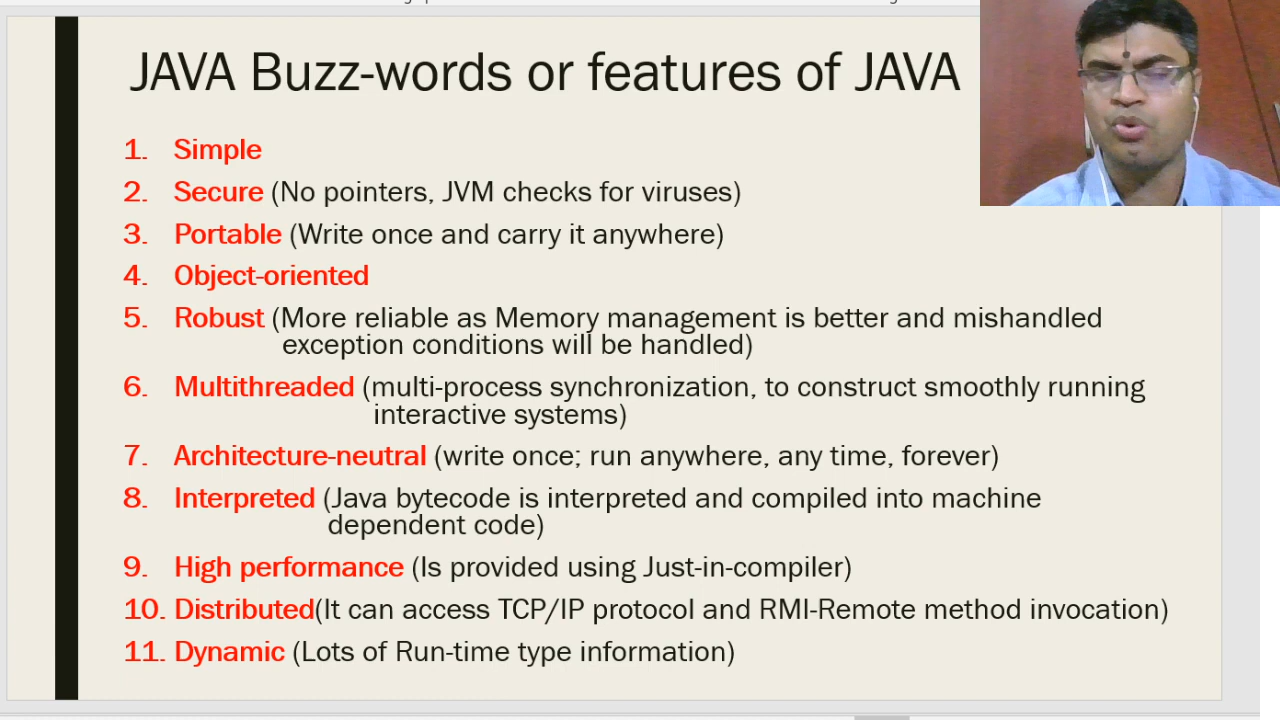 JAVA Buzz-words or features of JAVA
1. Simple
2. Secure (No pointers, JVM checks for viruses)
3. Portable (Write once and carry it anywhere)
4. Object-oriented
5. Robust (More reliable as Memory management is better and mishandled
exception conditions will be handled)
6. Multithreaded (multi-process synchronization, to construct smoothly running
interactive systems)
7. Architecture-neutral (write once; run anywhere, any time, forever)
8. Interpreted (Java bytecode is interpreted and compiled into machine
dependent code)
9. High performance (Is provided using Just-in-compiler)
10. Distributed(It can access TCP/IP protocol and RMI-Remote method invocation)
11. Dynamic (Lots of Run-time type information)